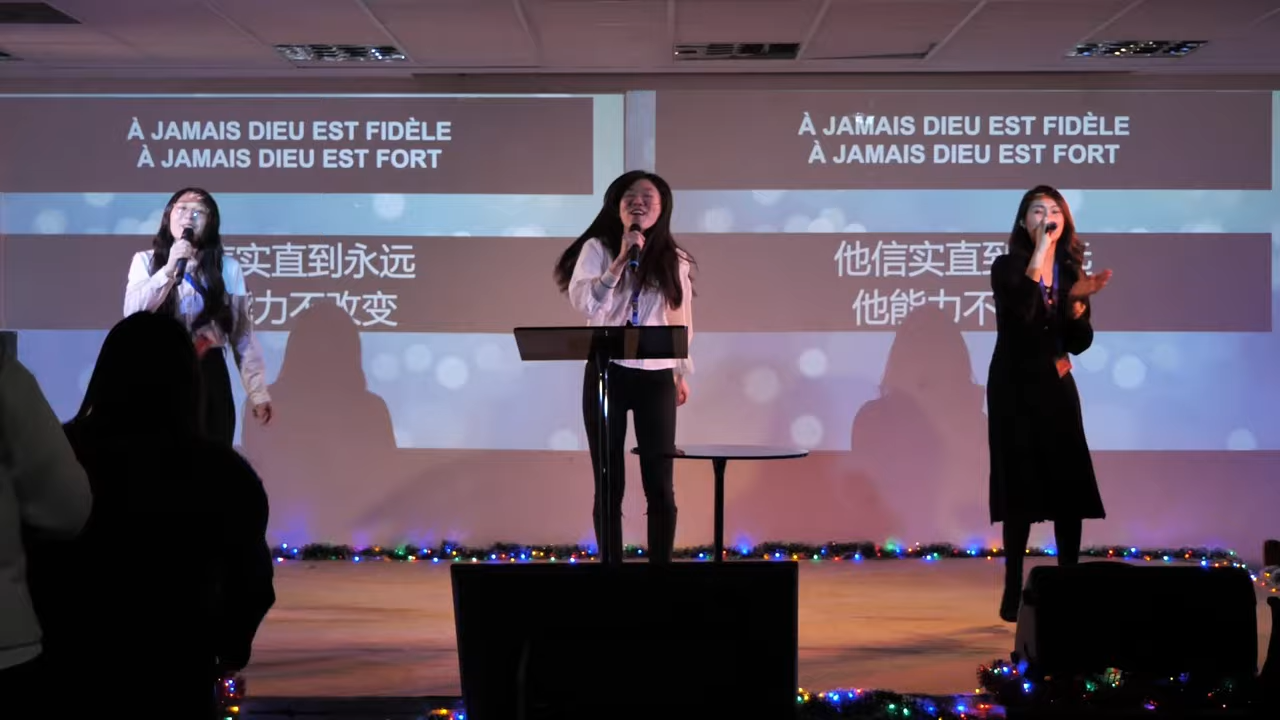 À JAMAIS DIEU EST FIDÈLE
À JAMAIS DIEU EST FORT
实直到永远
能力不改变
À JAMAIS DIEU EST FIDÈLE
À JAMAIS DIEU EST FORT
他信实直到
他能力不